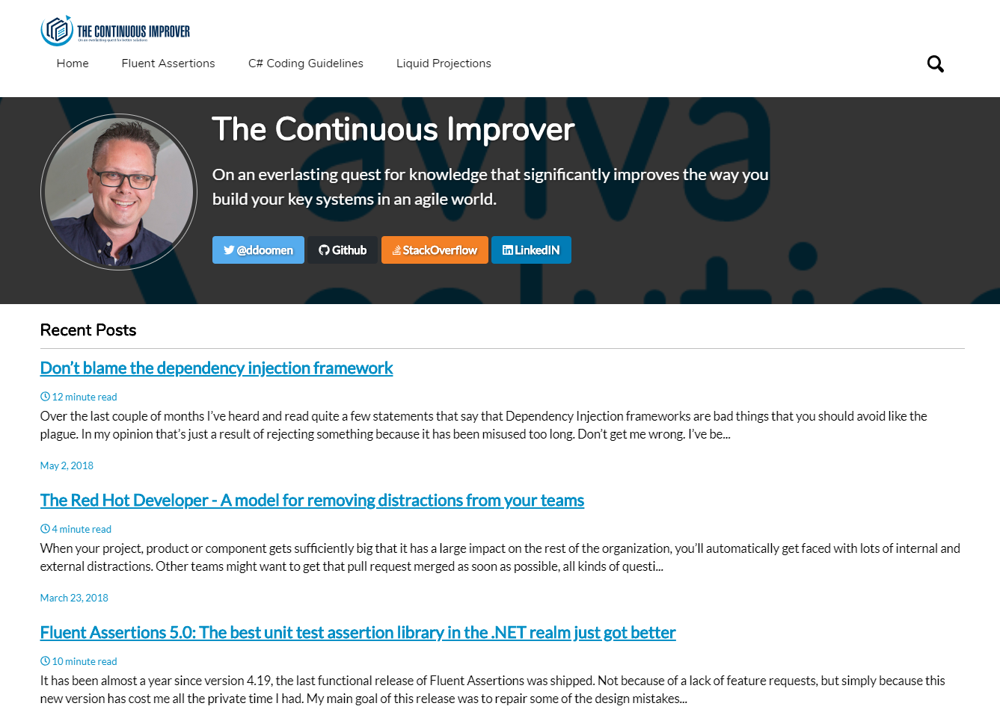 THE CONTINUOUS IMPROVER
On an everlasting quest for better solutions
Home Fluent Assertions C# Coding Guidelines Liquid Projections
aviva
solutions
The Continuous Improver
On an everlasting quest for knowledge that significantly improves the way you
build your key systems in an agile world.
@ddoomen Github StackOverflow LinkedIN
Recent Posts
Don’t blame the dependency injection framework
12 minute read
Over the last couple of months I’ve heard and read quite a few statements that say that Dependency Injection frameworks are bad things that you should avoid like the
plague. In my opinion that’s just a result of rejecting something because it has been misused too long. Don’t get me wrong. I’ve be...
May 2, 2018
The Red Hot Developer - A model for removing distractions from your teams
4 minute read
When your project, product or component gets sufficiently big that it has a large impact on the rest of the organization, you’ll automatically get faced with lots of internal and
external distractions. Other teams might want to get that pull request merged as soon as possible, all kinds of questi...
March 23, 2018
Fluent Assertions 5.0: The best unit test assertion library in the .NET realm just got better
10 minute read
It has been almost a year since version 4.19, the last functional release of Fluent Assertions was shipped. Not because of a lack of feature requests, but simply because this
new version has cost me all the private time I had. My main goal of this release was to repair some of the design mistakes...